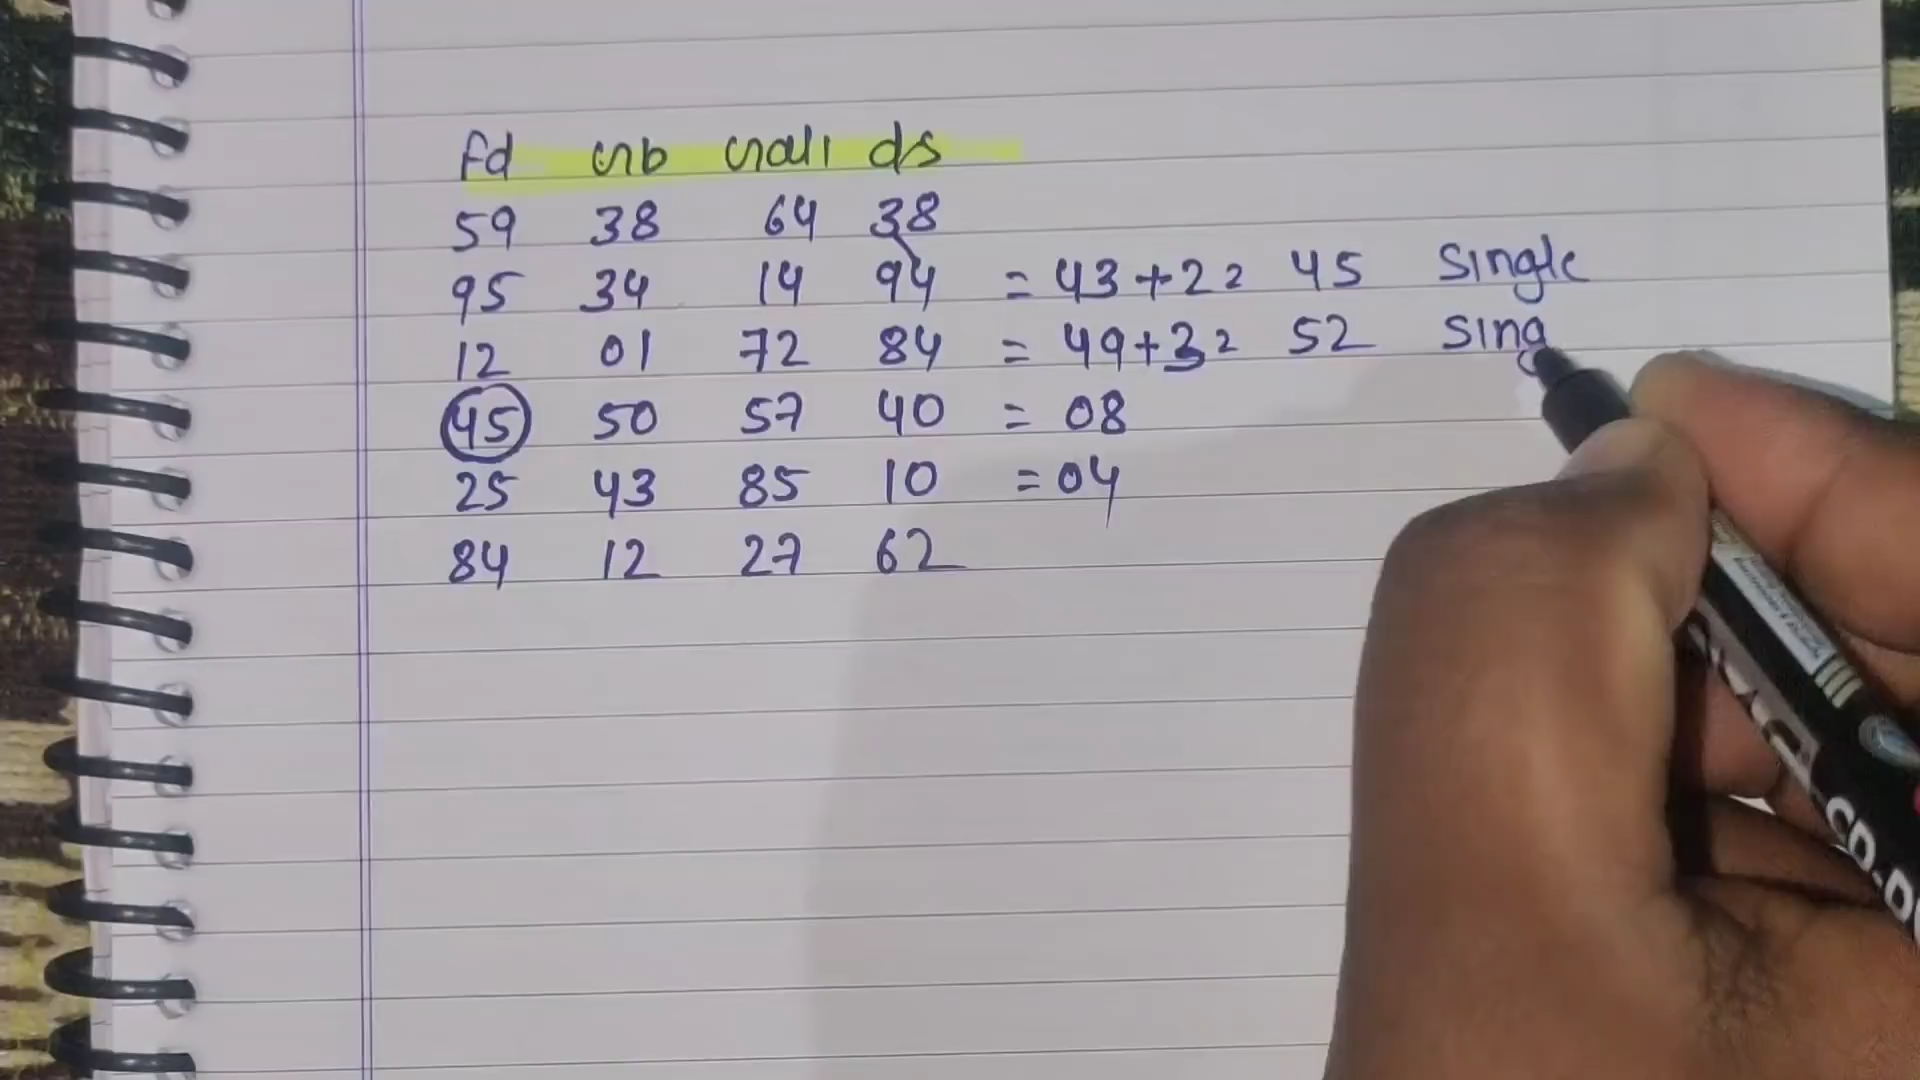 fd GB Gali ds
59 38 64 38
95 34 14 94 = 43+2= 45 Single
12 01 72 84 = 49+3= 52 Sing
45 50 57 40 = 08
25 43 85 10 = 04
84 12 27 62